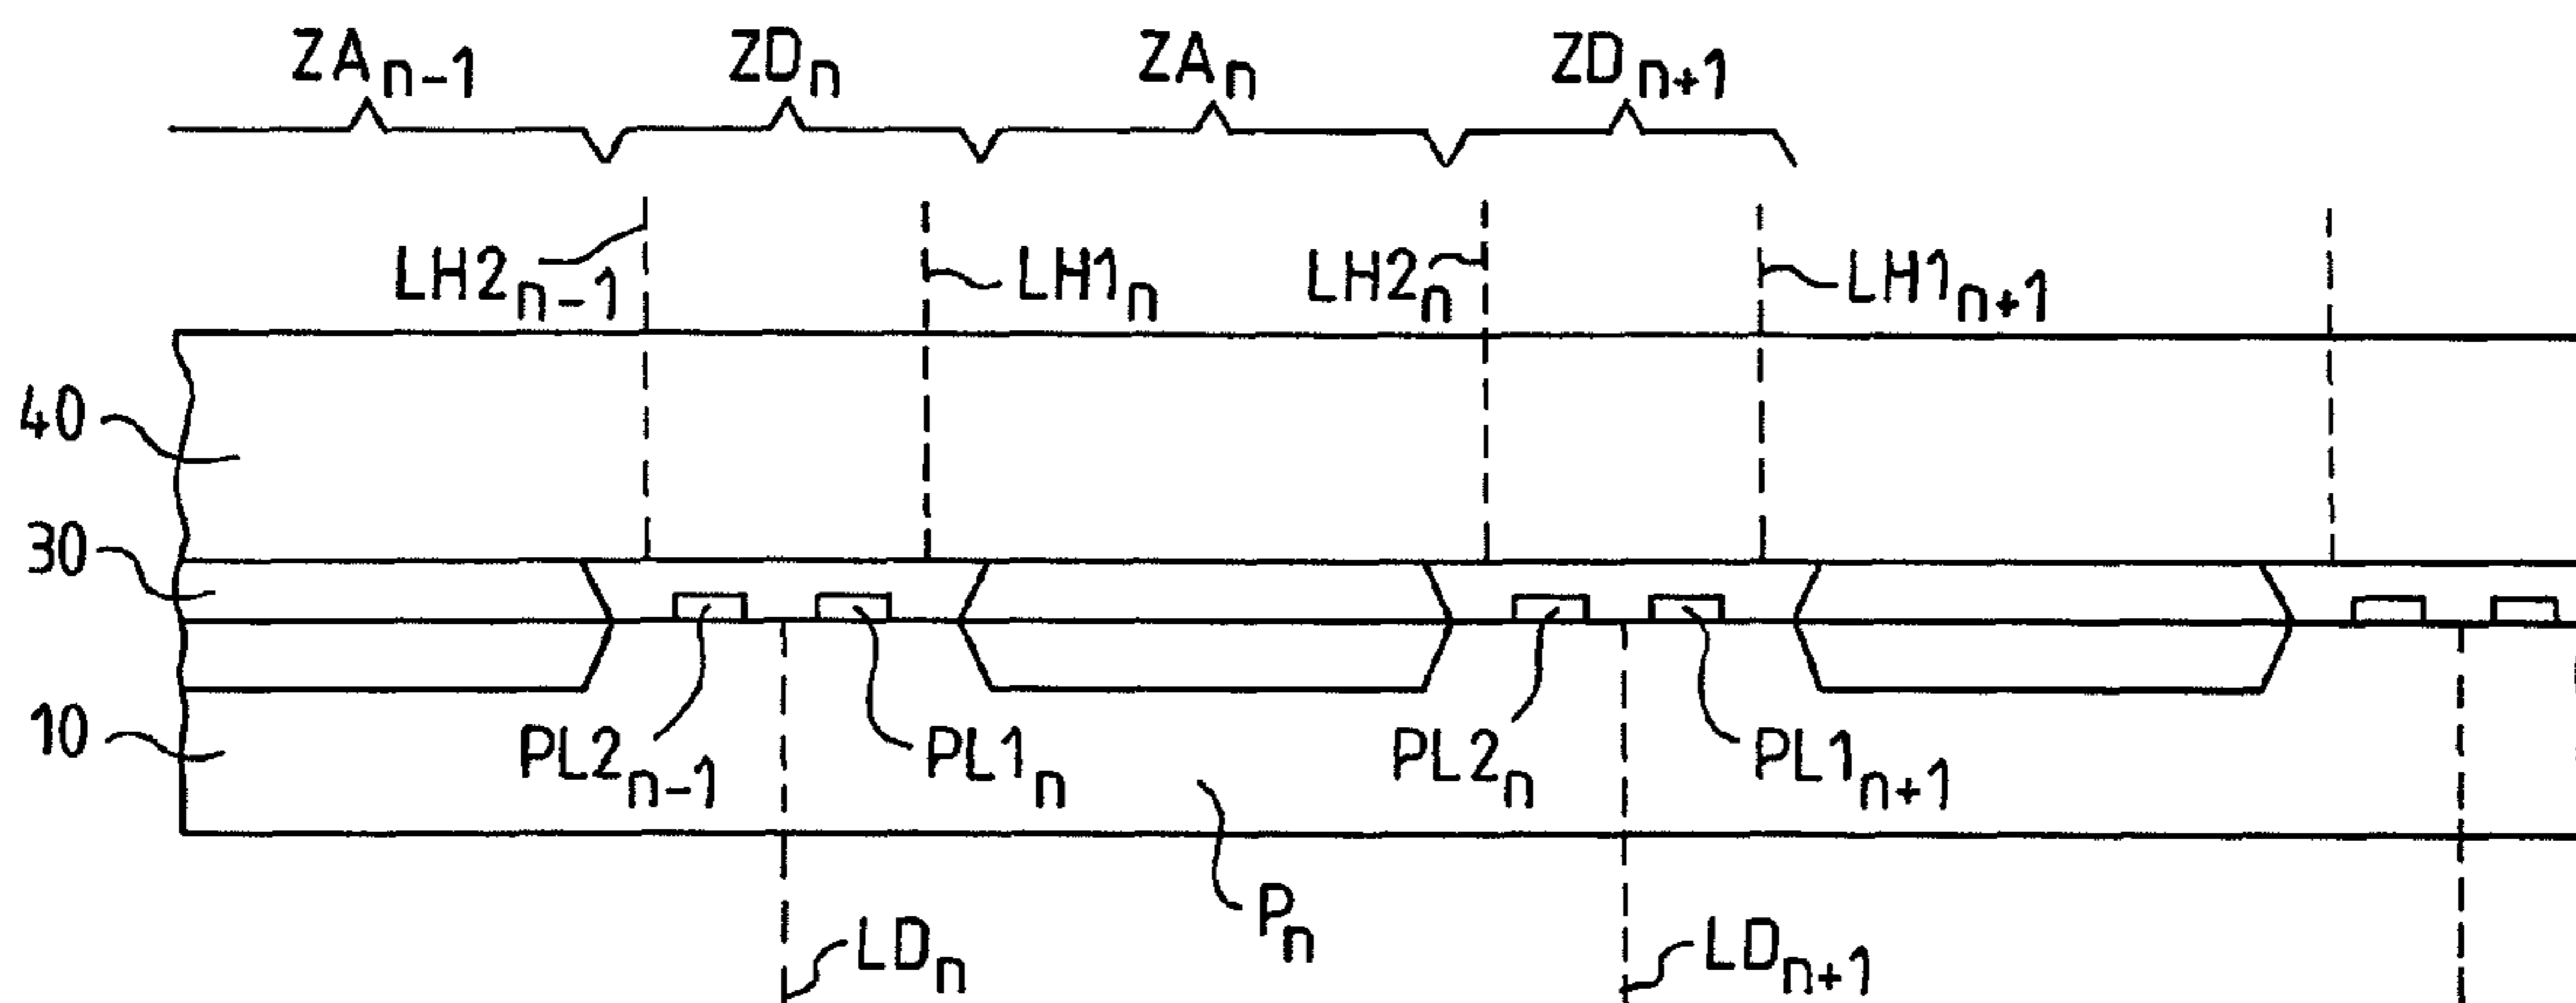 ZAn-1 ZDn ZAn ZDn+1
LH2n-1 LH1n LH2n LH1n+1
40
30
10
PL2n-1 PL1n PL2n PL1n+1
Pn
LDn LDn+1